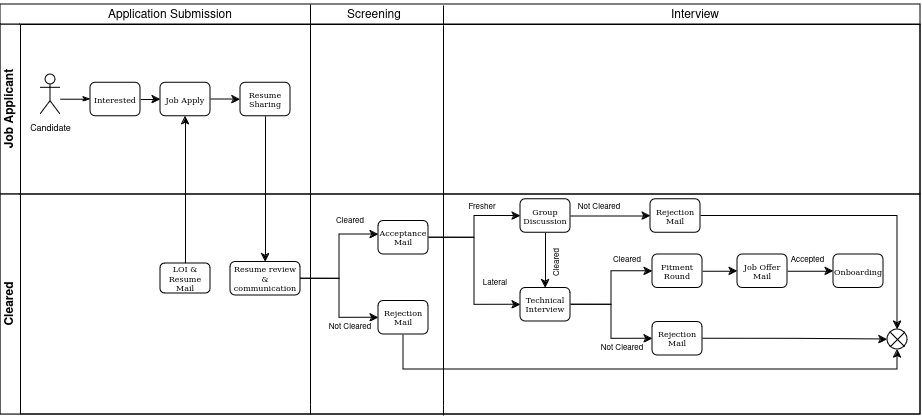 Application Submission
Screening
Interview
Job Applicant
Candidate
Interested
Job Apply
Resume
Sharing
Cleared
LOI &
Resume
Mail
Resume review
&
communication
Cleared
Not Cleared
Acceptance
Mail
Rejection
Mail
Fresher
Lateral
Group
Discussion
Cleared
Technical
Interview
Not Cleared
Rejection
Mail
Cleared
Not Cleared
Fitment
Round
Job Offer
Mail
Accepted
Onboarding
Rejection
Mail